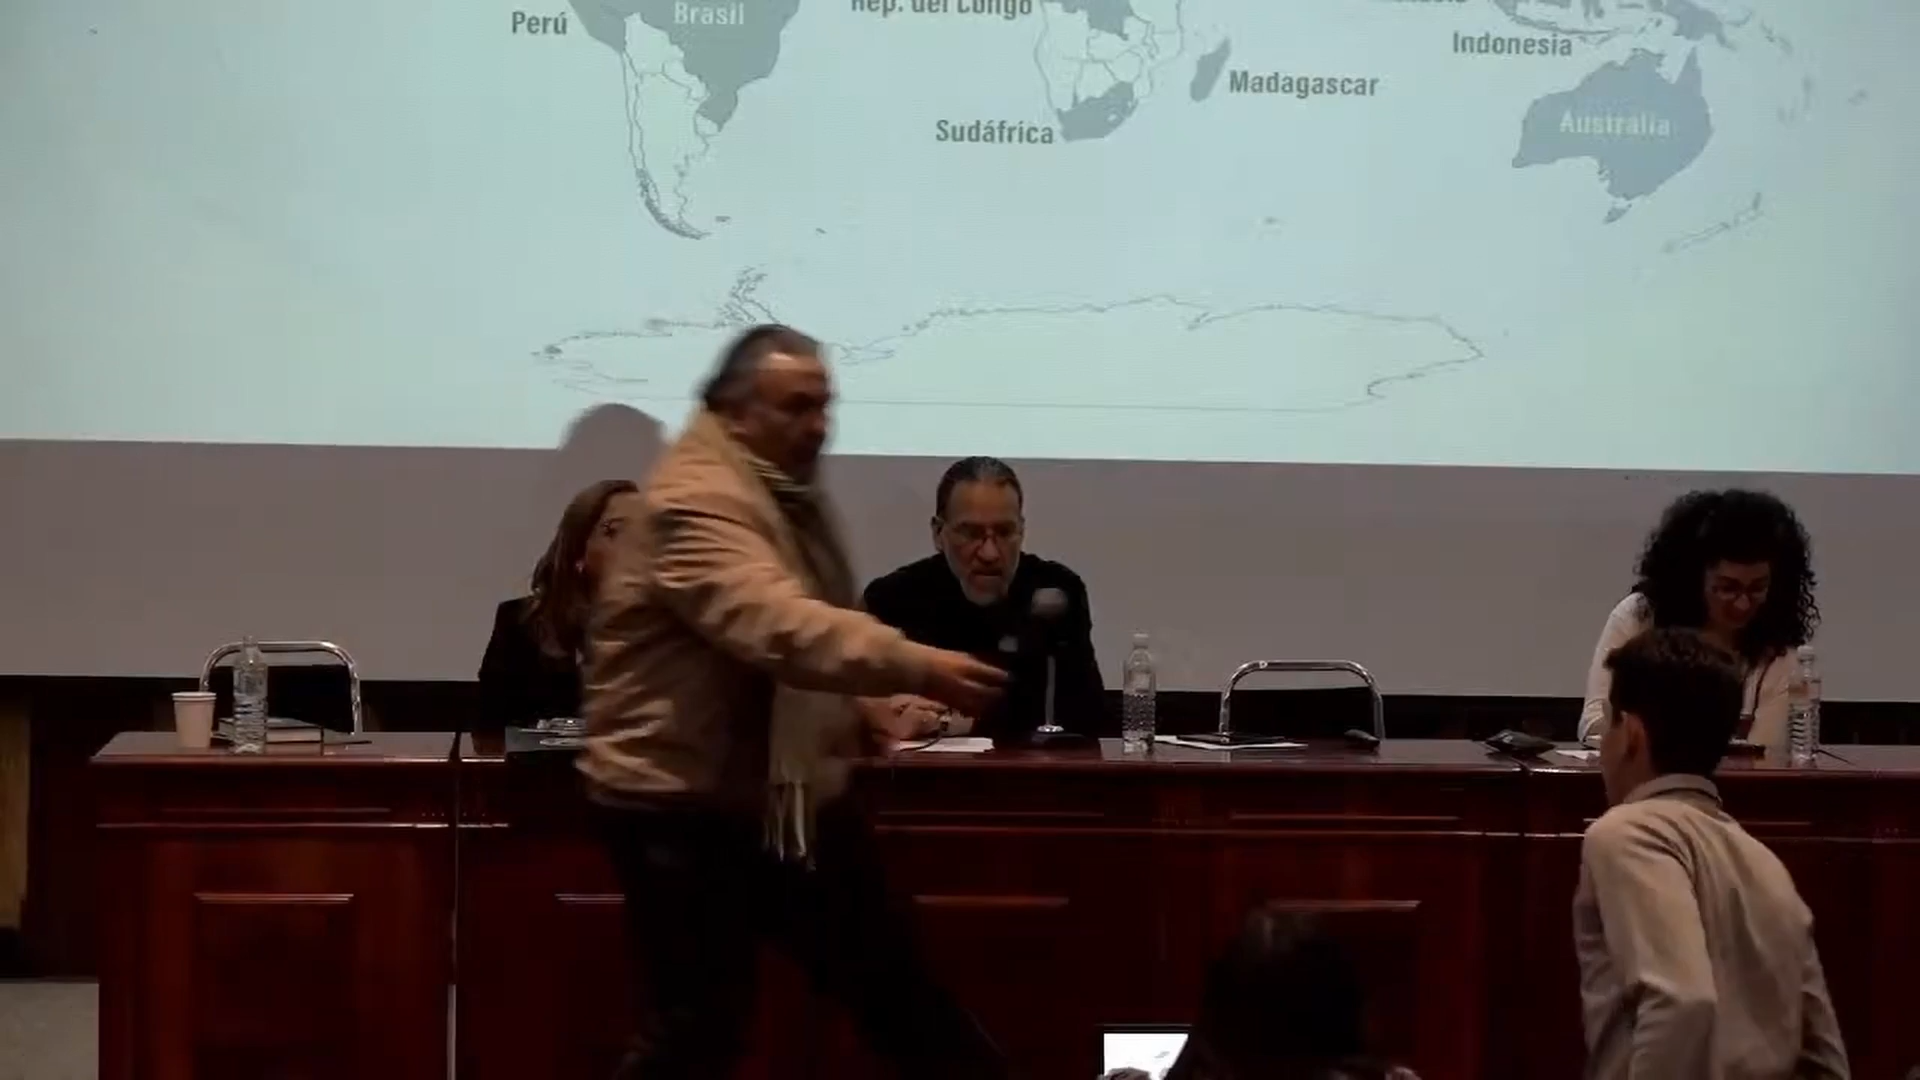 Brasil
Perú
Rep. del Congo
Indonesia
Madagascar
Australia
Sudáfrica